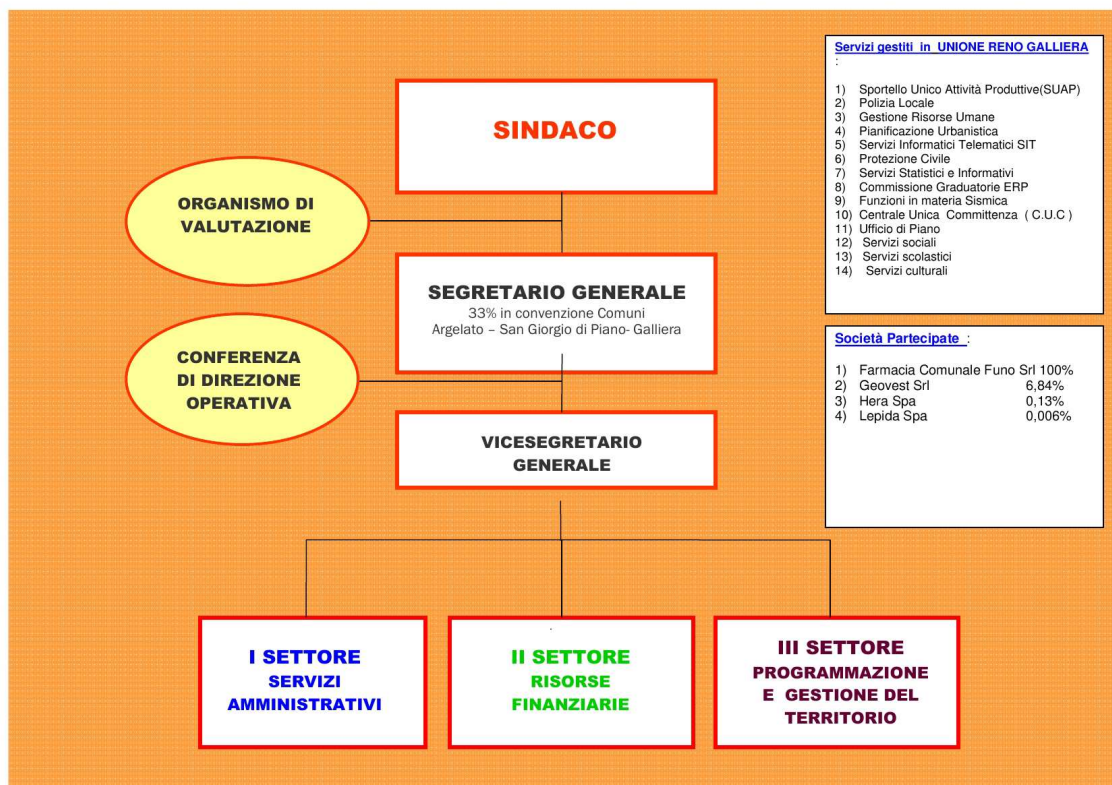 SINDACO
ORGANISMO DI
VALUTAZIONE
SEGRETARIO GENERALE
33% in convenzione Comuni
Argelato – San Giorgio di Piano- Galliera
CONFERENZA
DI DIREZIONE
OPERATIVA
VICESEGRETARIO
GENERALE
I SETTORE
SERVIZI
AMMINISTRATIVI
II SETTORE
RISORSE
FINANZIARIE
III SETTORE
PROGRAMMAZIONE
E GESTIONE DEL
TERRITORIO
Servizi gestiti in UNIONE RENO GALLIERA
:
1) Sportello Unico Attività Produttive(SUAP)
2) Polizia Locale
3) Gestione Risorse Umane
4) Pianificazione Urbanistica
5) Servizi Informatici Telematici SIT
6) Protezione Civile
7) Servizi Statistici e Informativi
8) Commissione Graduatorie ERP
9) Funzioni in materia Sismica
10) Centrale Unica Committenza ( C.U.C )
11) Ufficio di Piano
12) Servizi sociali
13) Servizi scolastici
14) Servizi culturali
Società Partecipate :
1) Farmacia Comunale Funo Srl 100%
2) Geovest Srl 6,84%
3) Hera Spa 0,13%
4) Lepida Spa 0,006%